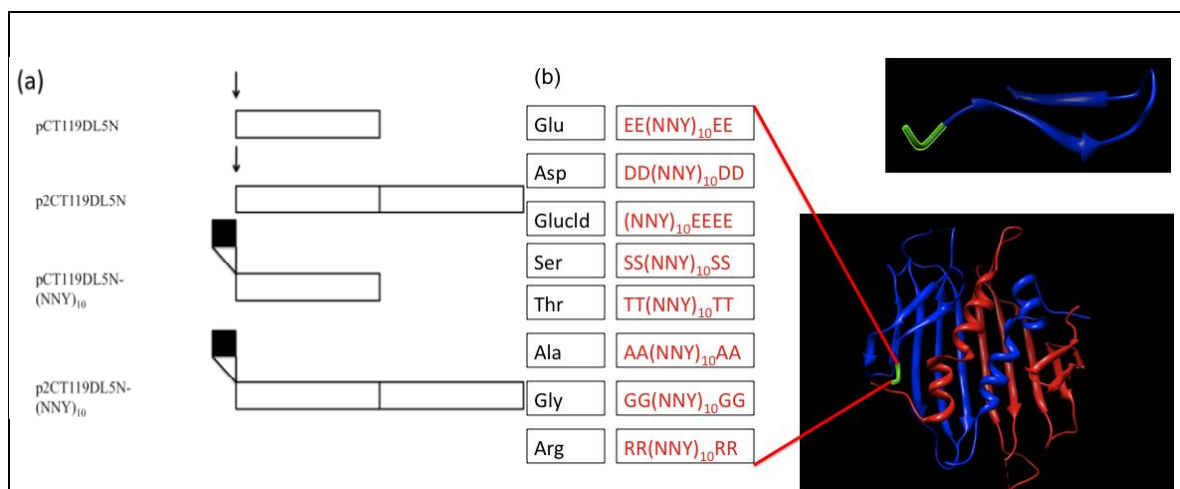 (a)
pCT119DL5N
p2CT119DL5N
pCT119DL5N-
(NNY)₁₀
p2CT119DL5N-
(NNY)₁₀
(b)
Glu EE(NNY)₁₀EE
Asp DD(NNY)₁₀DD
Glucld (NNY)₁₀EEEE
Ser SS(NNY)₁₀SS
Thr TT(NNY)₁₀TT
Ala AA(NNY)₁₀AA
Gly GG(NNY)₁₀GG
Arg RR(NNY)₁₀RR